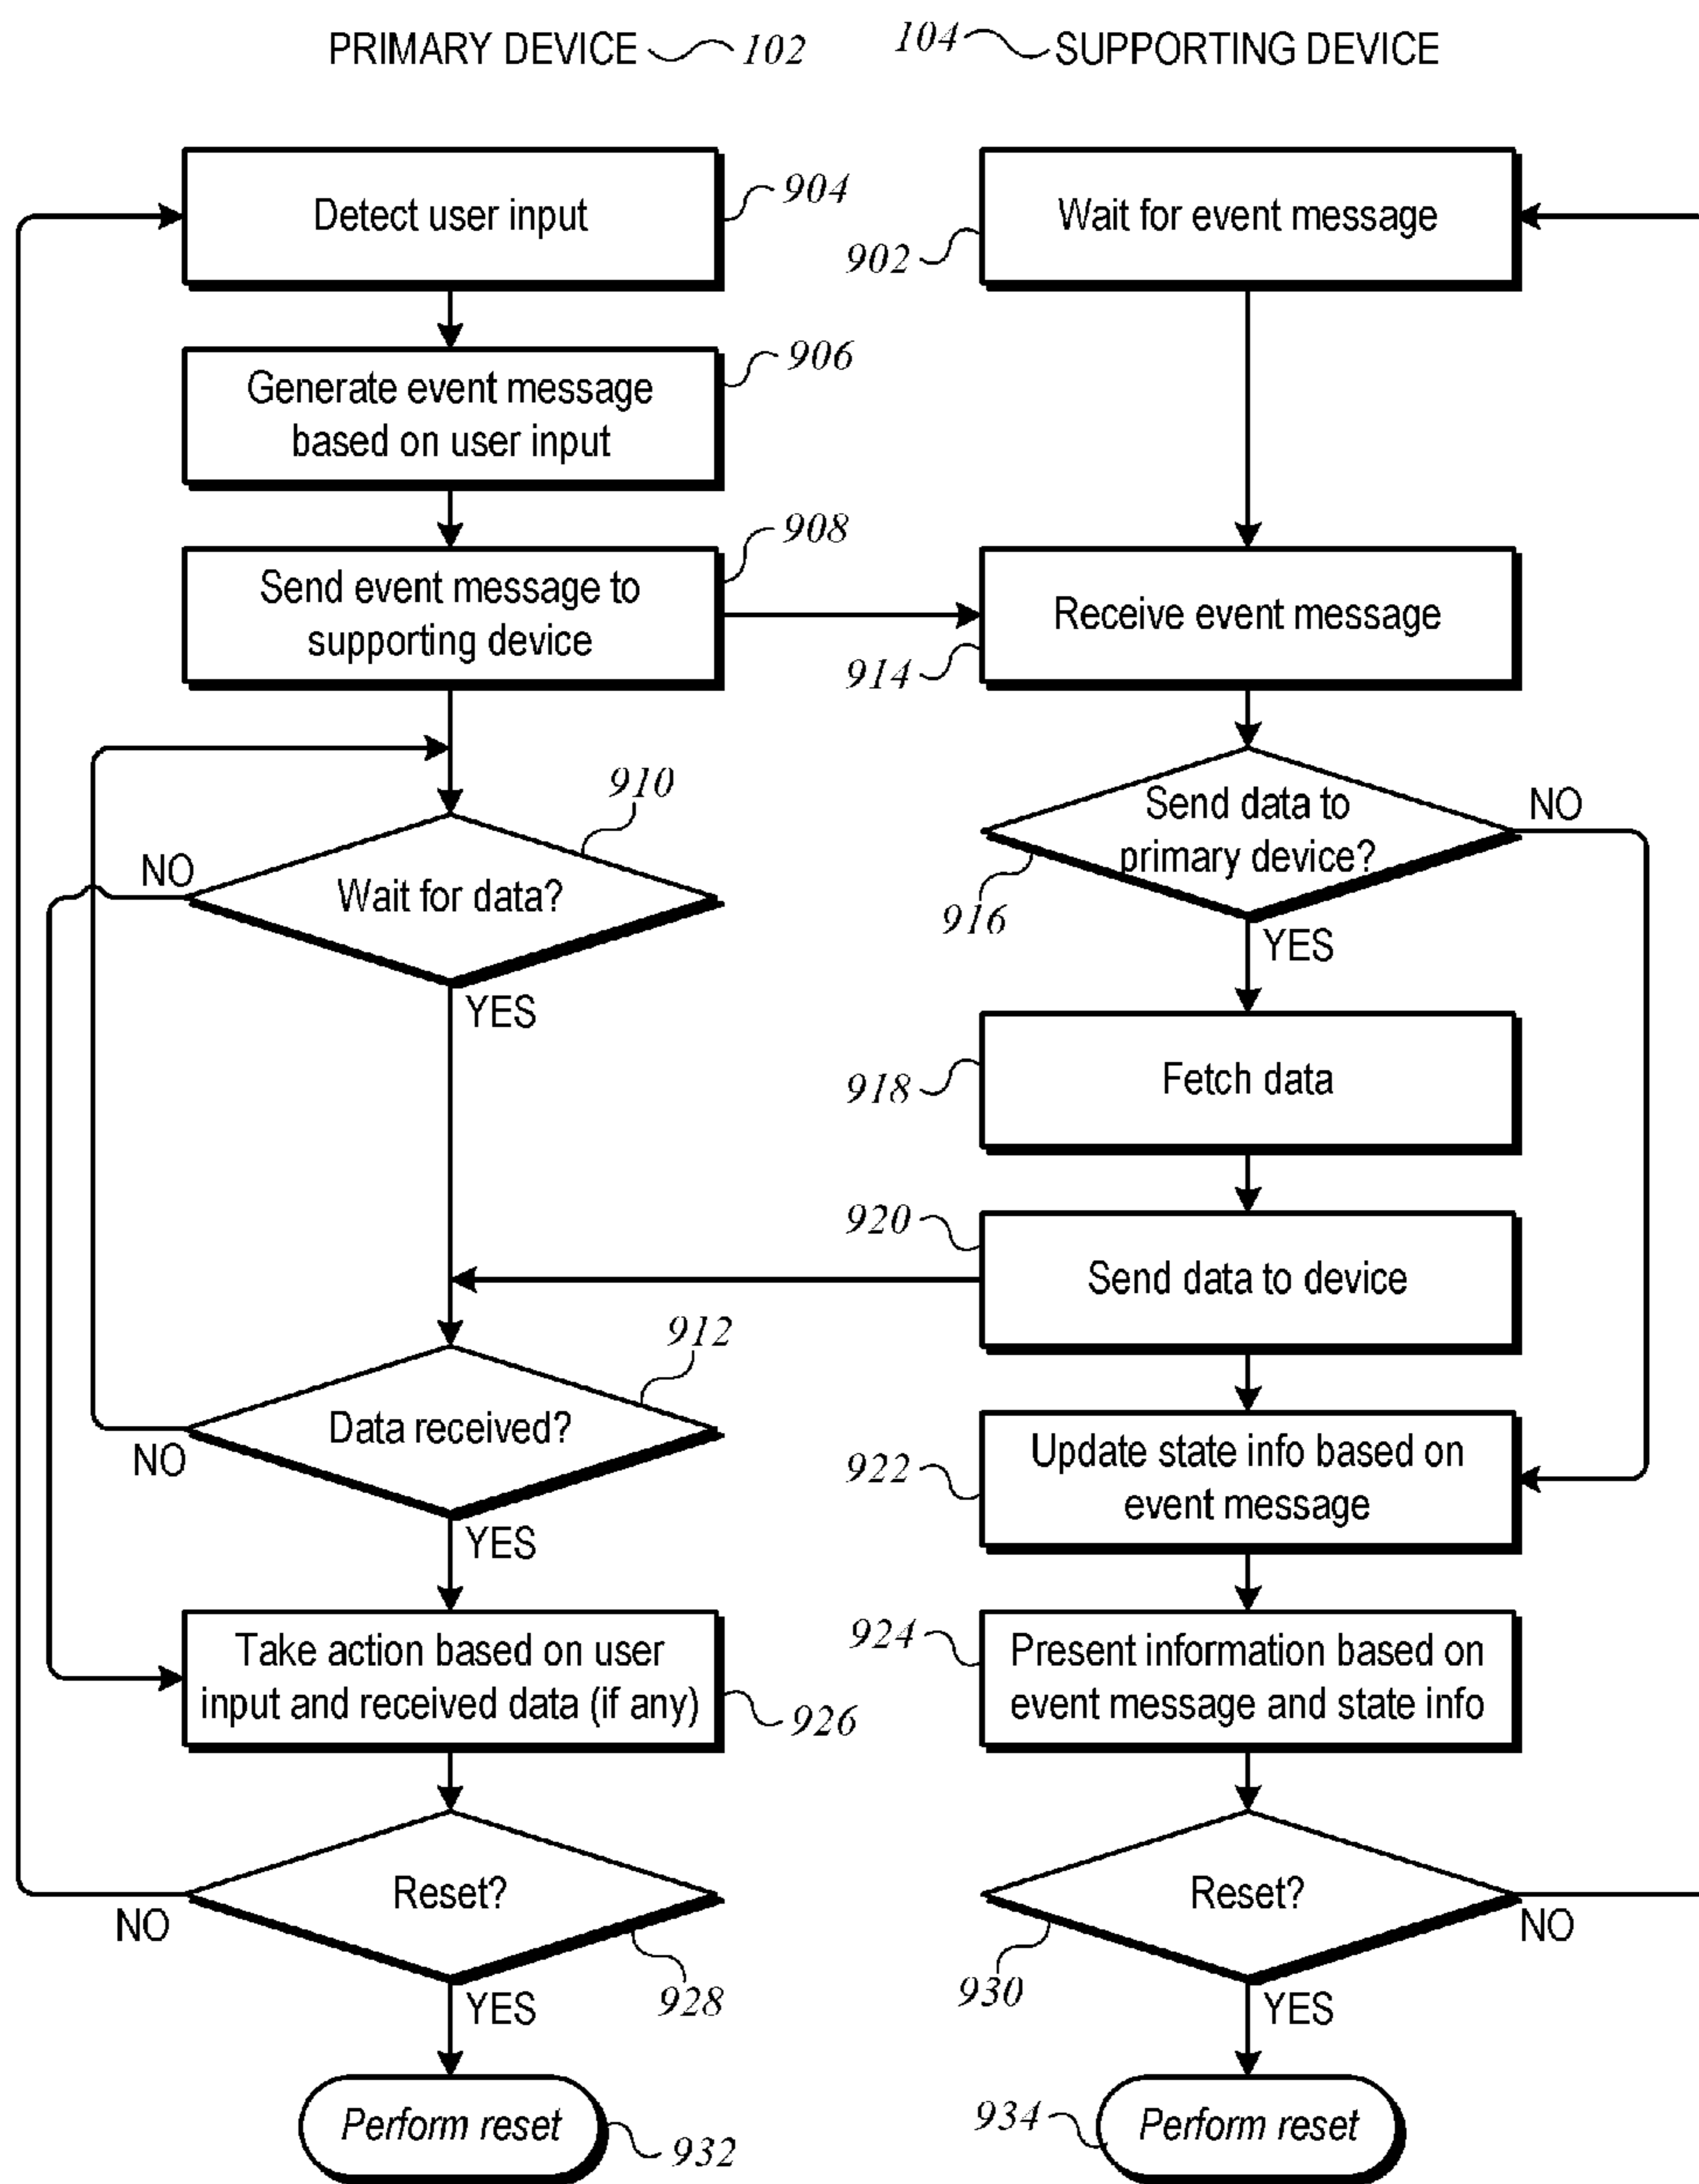 PRIMARY DEVICE 102
104 SUPPORTING DEVICE
Detect user input
904
Wait for event message
902
Generate event message
based on user input
906
Send event message to
supporting device
908
Receive event message
914
910
Wait for data?
NO
YES
Send data to
primary device?
NO
916
YES
Fetch data
918
920
Send data to device
912
Data received?
NO
YES
Update state info based on
event message
922
Take action based on user
input and received data (if any)
926
924
Present information based on
event message and state info
Reset?
NO
928
YES
Reset?
NO
930
YES
Perform reset
932
934
Perform reset